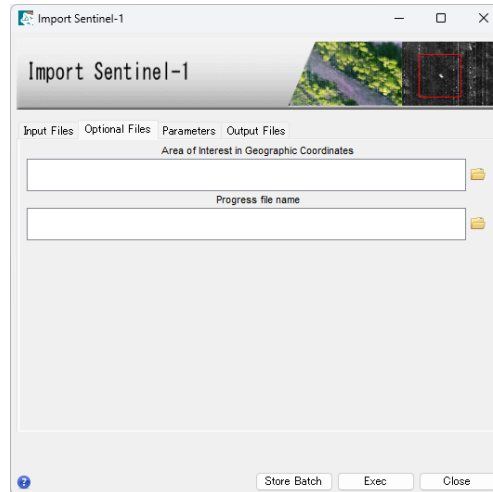 Import Sentinel-1
Import Sentinel-1
Input Files Optional Files Parameters Output Files
Area of Interest in Geographic Coordinates
Progress file name
Store Batch Exec Close